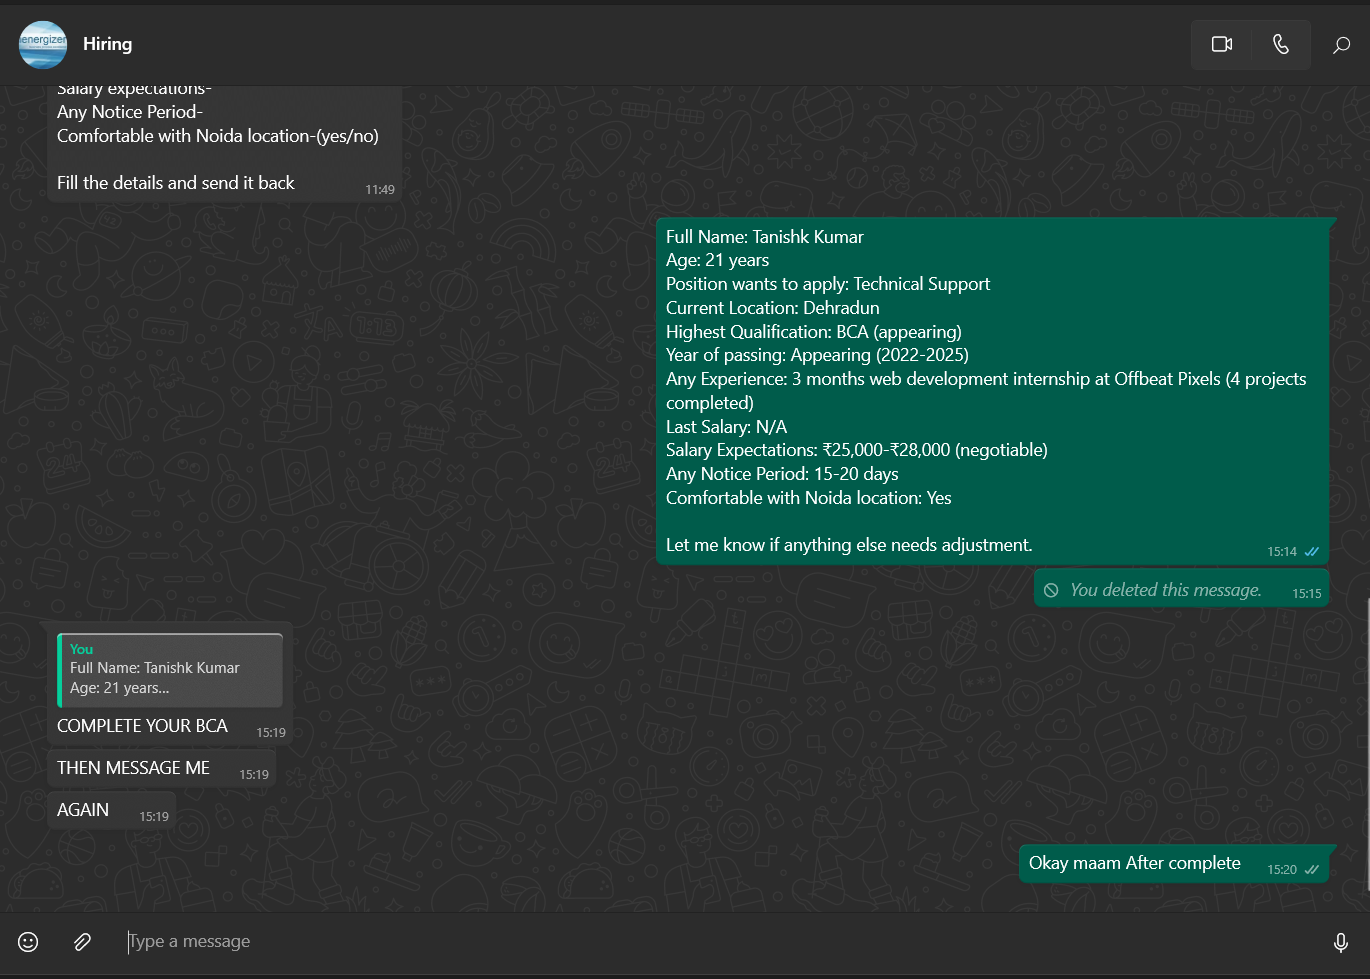 energizer
Hiring
Salary expectations-
Any Notice Period-
Comfortable with Noida location-(yes/no)
Fill the details and send it back
11:49
Full Name: Tanishk Kumar
Age: 21 years
Position wants to apply: Technical Support
Current Location: Dehradun
Highest Qualification: BCA (appearing)
Year of passing: Appearing (2022-2025)
Any Experience: 3 months web development internship at Offbeat Pixels (4 projects
completed)
Last Salary: N/A
Salary Expectations: ₹25,000-₹28,000 (negotiable)
Any Notice Period: 15-20 days
Comfortable with Noida location: Yes
Let me know if anything else needs adjustment.
15:14
You deleted this message.
15:15
You
Full Name: Tanishk Kumar
Age: 21 years...
COMPLETE YOUR BCA
15:19
THEN MESSAGE ME
15:19
AGAIN
15:19
Okay maam After complete
15:20
Type a message